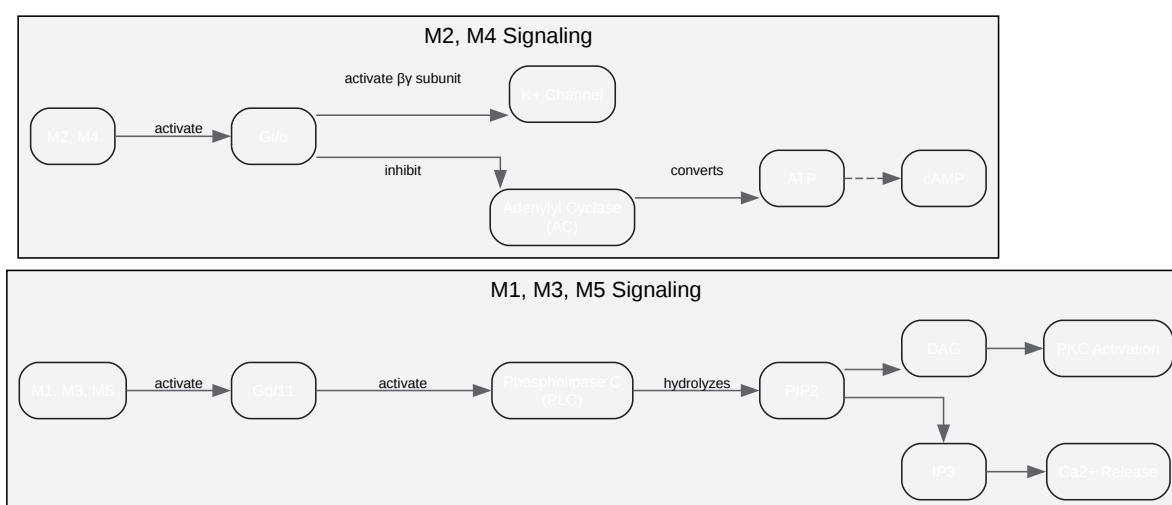 M2, M4 Signaling
activate βγ subunit
K+ Channel
M2, M4
activate
Gi/o
inhibit
converts
ATP
cAMP
Adenylyl Cyclase
(AC)
M1, M3, M5 Signaling
DAG
PKC Activation
M1, M3, M5
activate
Gq/11
activate
Phospholipase C
(PLC)
hydrolyzes
PIP2
IP3
Ca2+ Release